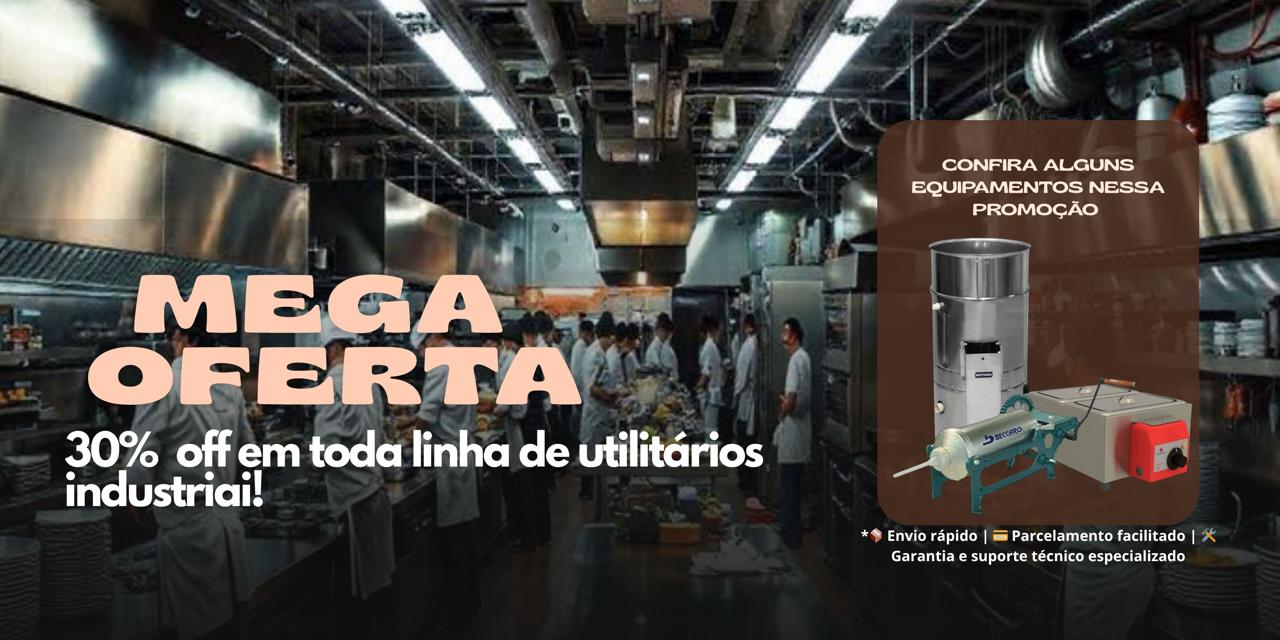 MEGA
OFERTA
30% off em toda linha de utilitários
industriai!
CONFIRA ALGUNS
EQUIPAMENTOS NESSA
PROMOÇÃO
BECCARO
*📦 Envio rápido | 💳 Parcelamento facilitado | 🛠️
Garantia e suporte técnico especializado